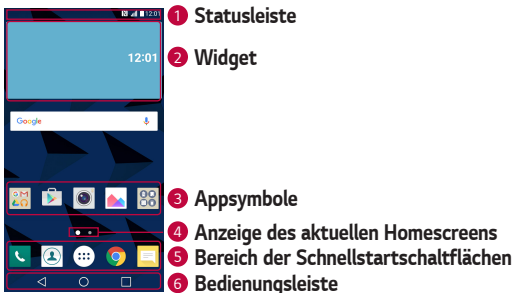 12:01
1 Statusleiste
12:01
2 Widget
Google
3 Appsymbole
4 Anzeige des aktuellen Homescreens
5 Bereich der Schnellstartschaltflächen
6 Bedienungsleiste